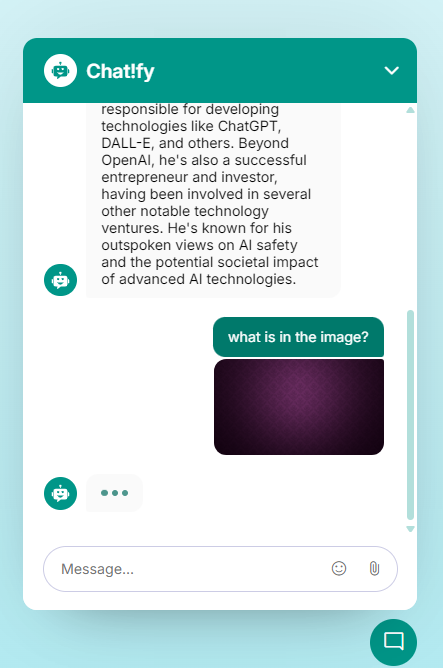 Chat!fy
responsible for developing
technologies like ChatGPT,
DALL-E, and others. Beyond
OpenAI, he's also a successful
entrepreneur and investor,
having been involved in several
other notable technology
ventures. He's known for his
outspoken views on AI safety
and the potential societal impact
of advanced AI technologies.
what is in the image?
Message...